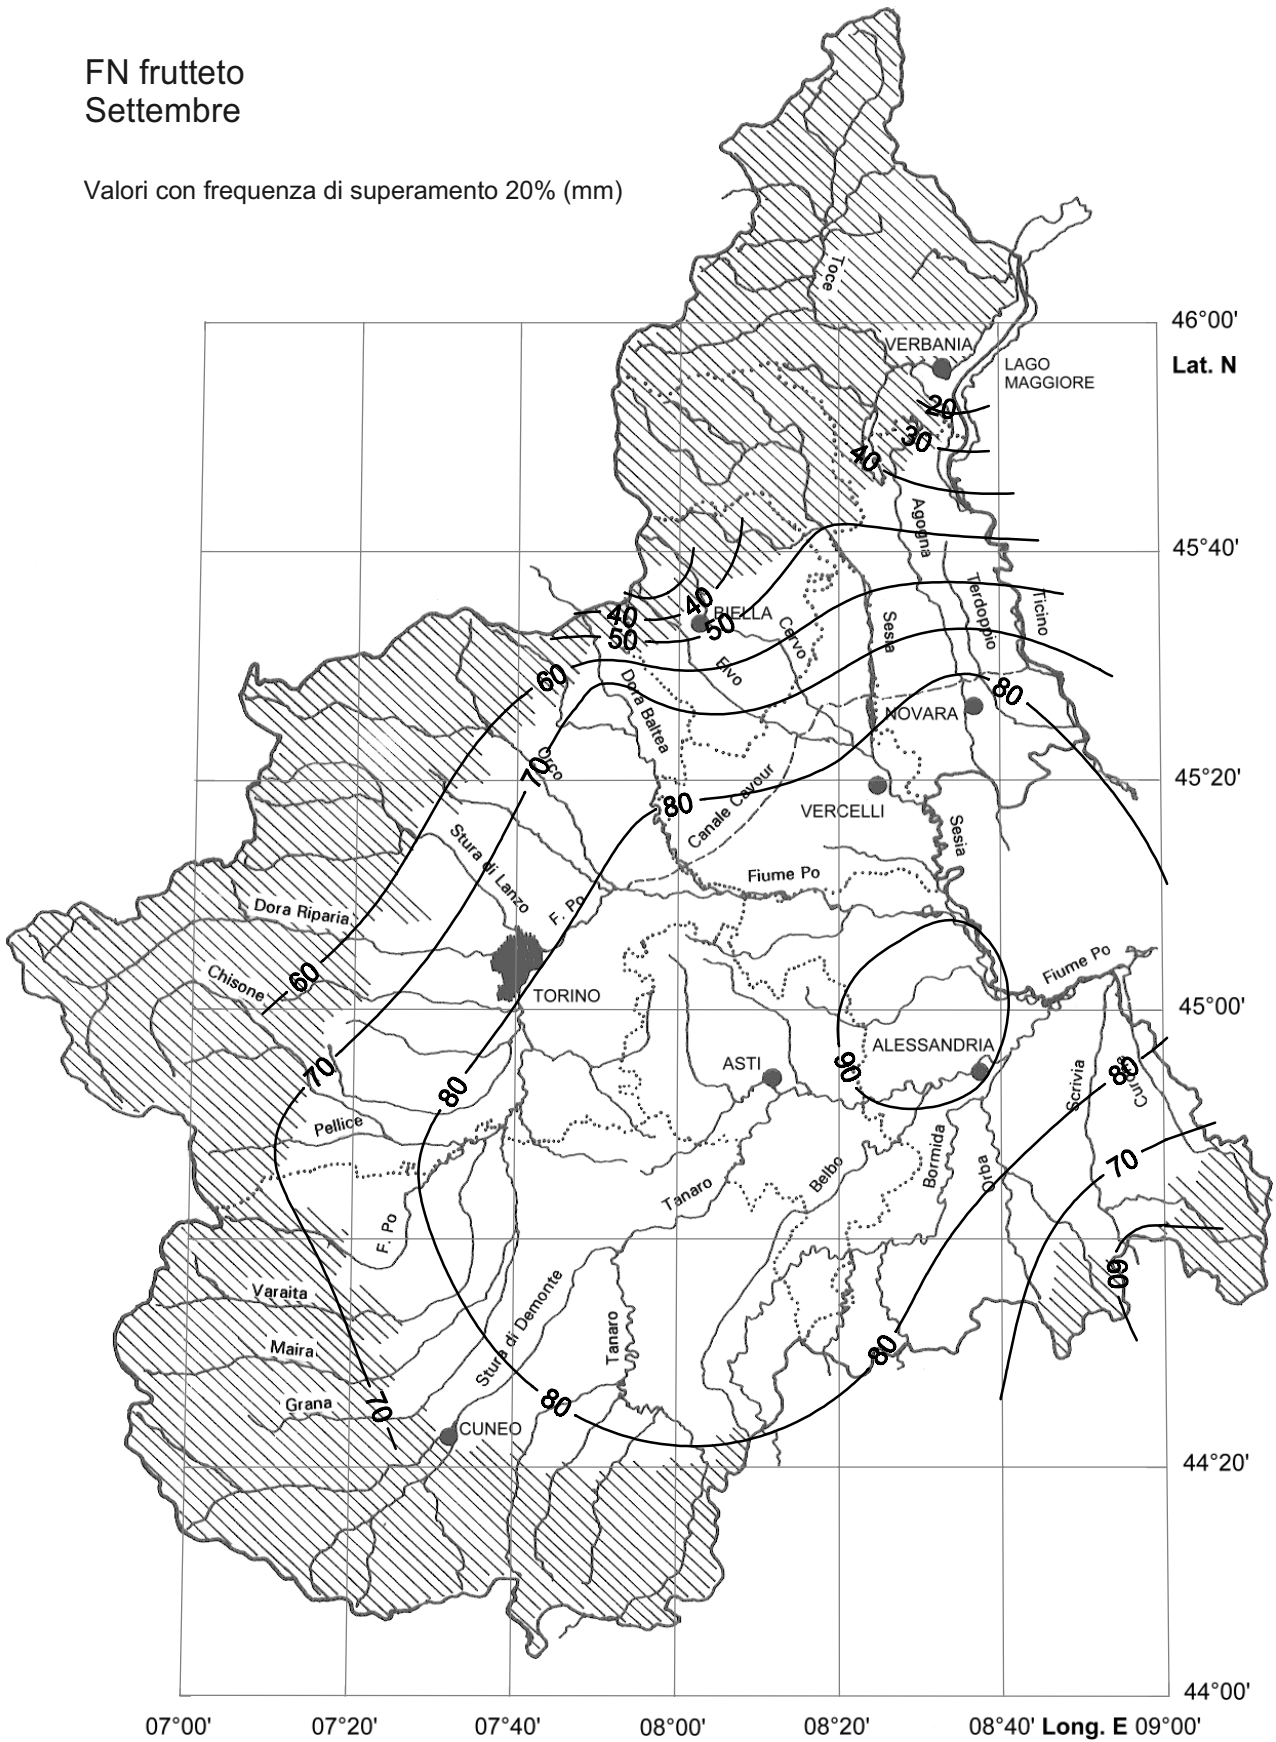 FN frutteto
Settembre
Valori con frequenza di superamento 20% (mm)
Toce
46°00'
VERBANIA
Lat. N
LAGO
MAGGIORE
20
30
40
Agogna
45°40'
Terdoppio
Ticino
40
40
BIELLA
50
50
Cervo
Sesia
Elvo
60
Dora Baltea
80
NOVARA
Orco
70
45°20'
80
Canale Cavour
VERCELLI
Sesia
Stura di Lanzo
Fiume Po
F. Po
Dora Riparia
Chisone
60
TORINO
Fiume Po
45°00'
ALESSANDRIA
ASTI
90
70
80
Scrivia
80
Curone
Pellice
Tanaro
Belbo
Bormida
Orba
70
F. Po
Varaita
60
Maira
Stura di Demonte
Tanaro
80
Grana
70
80
CUNEO
44°20'
44°00'
07°00'
07°20'
07°40'
08°00'
08°20'
08°40'
Long. E
09°00'